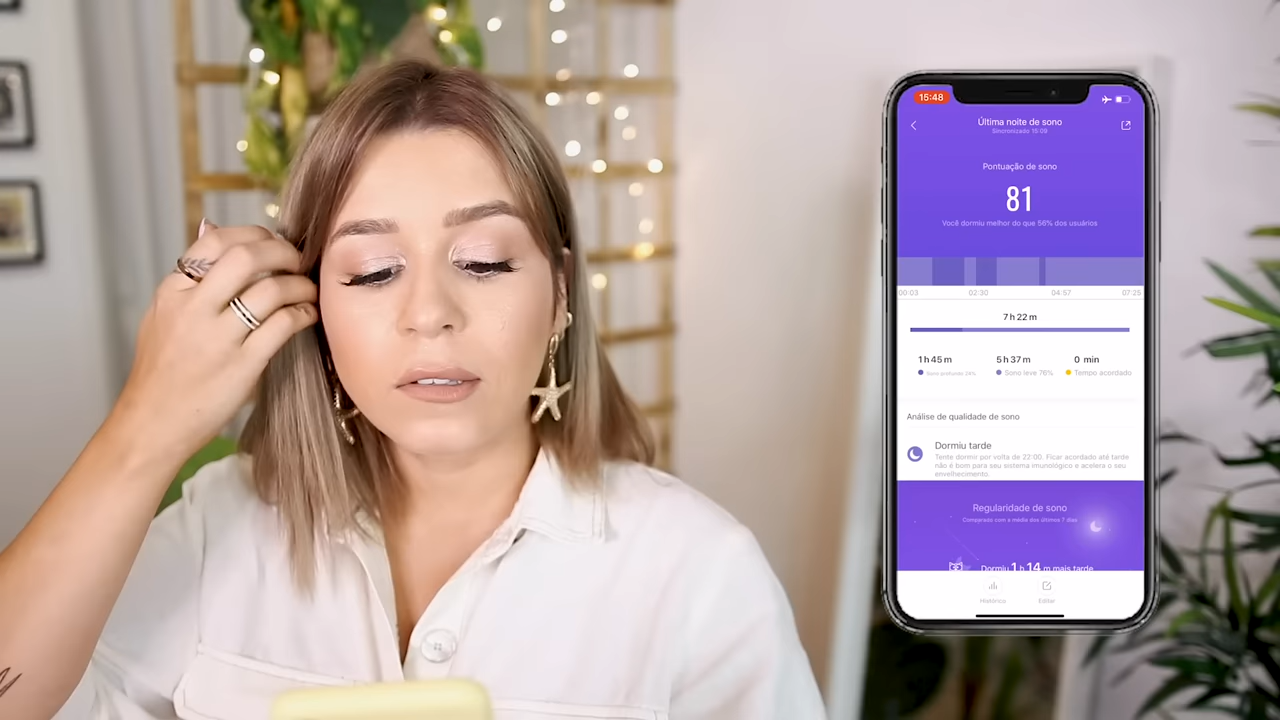 15:48
Última noite de sono
Sincronizado 15:09
Pontuação de sono
81
Você dormiu melhor do que 56% dos usuários
00:03 02:30 04:57 07:25
7 h 22 m
1 h 45 m 5 h 37 m 0 min
Sono profundo 24% Sono leve 76% Tempo acordado
Análise de qualidade de sono
Dormiu tarde
Tente dormir por volta de 22:00. Ficar acordado até tarde
não é bom para seu sistema imunológico e acelera o seu
envelhecimento.
Regularidade de sono
Comparado com a média dos últimos 7 dias
Dormiu 1 h 14 m mais tarde
Histórico Editar